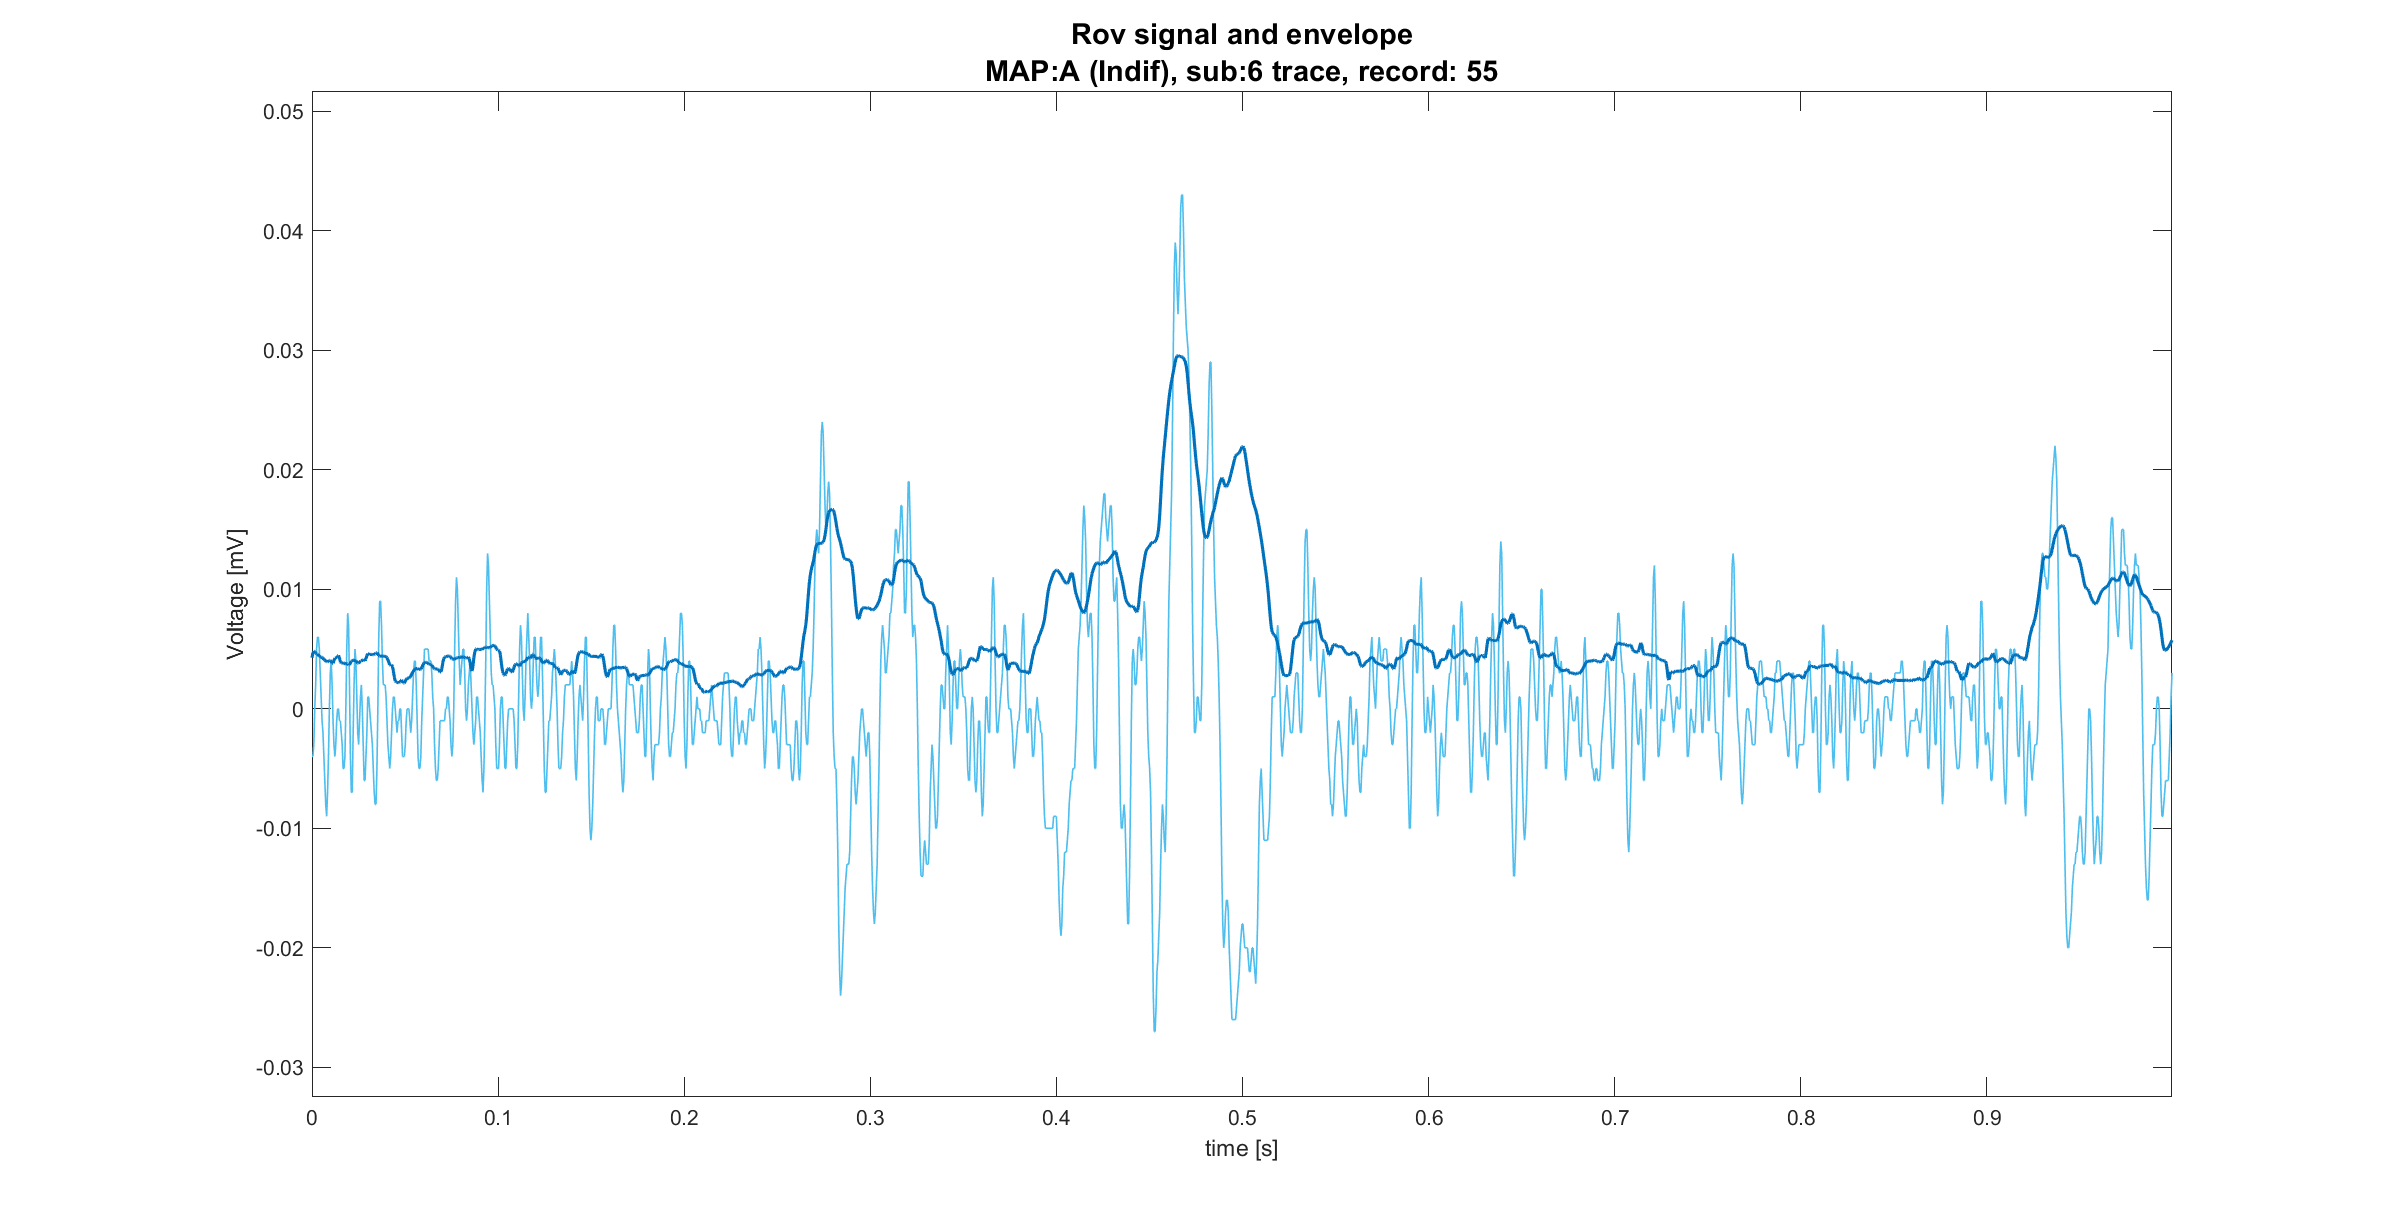 Rov signal and envelope
MAP:A (Indif), sub:6 trace, record: 55
0.05
0.04
0.03
0.02
0.01
0
-0.01
-0.02
-0.03
Voltage [mV]
0 0.1 0.2 0.3 0.4 0.5 0.6 0.7 0.8 0.9
time [s]